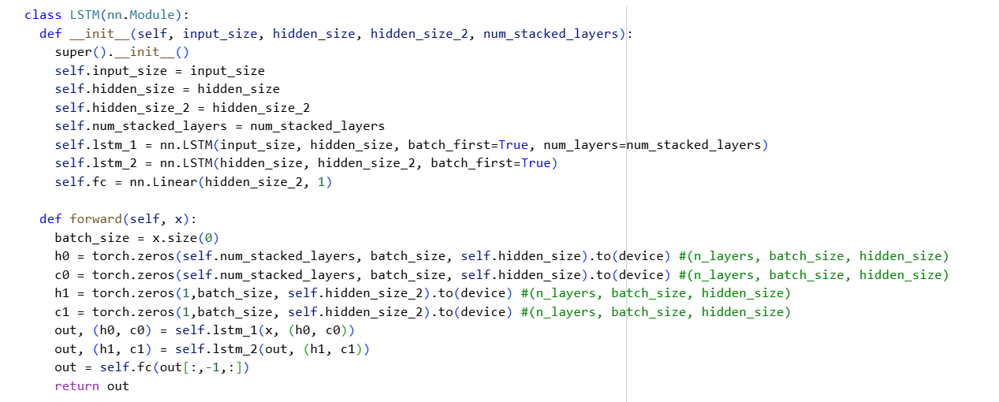 class LSTM(nn.Module):
  def __init__(self, input_size, hidden_size, hidden_size_2, num_stacked_layers):
    super().__init__()
    self.input_size = input_size
    self.hidden_size = hidden_size
    self.hidden_size_2 = hidden_size_2
    self.num_stacked_layers = num_stacked_layers
    self.lstm_1 = nn.LSTM(input_size, hidden_size, batch_first=True, num_layers=num_stacked_layers)
    self.lstm_2 = nn.LSTM(hidden_size, hidden_size_2, batch_first=True)
    self.fc = nn.Linear(hidden_size_2, 1)

  def forward(self, x):
    batch_size = x.size(0)
    h0 = torch.zeros(self.num_stacked_layers, batch_size, self.hidden_size).to(device) #(n_layers, batch_size, hidden_size)
    c0 = torch.zeros(self.num_stacked_layers, batch_size, self.hidden_size).to(device) #(n_layers, batch_size, hidden_size)
    h1 = torch.zeros(1,batch_size, self.hidden_size_2).to(device) #(n_layers, batch_size, hidden_size)
    c1 = torch.zeros(1,batch_size, self.hidden_size_2).to(device) #(n_layers, batch_size, hidden_size)
    out, (h0, c0) = self.lstm_1(x, (h0, c0))
    out, (h1, c1) = self.lstm_2(out, (h1, c1))
    out = self.fc(out[:,-1,:])
    return out